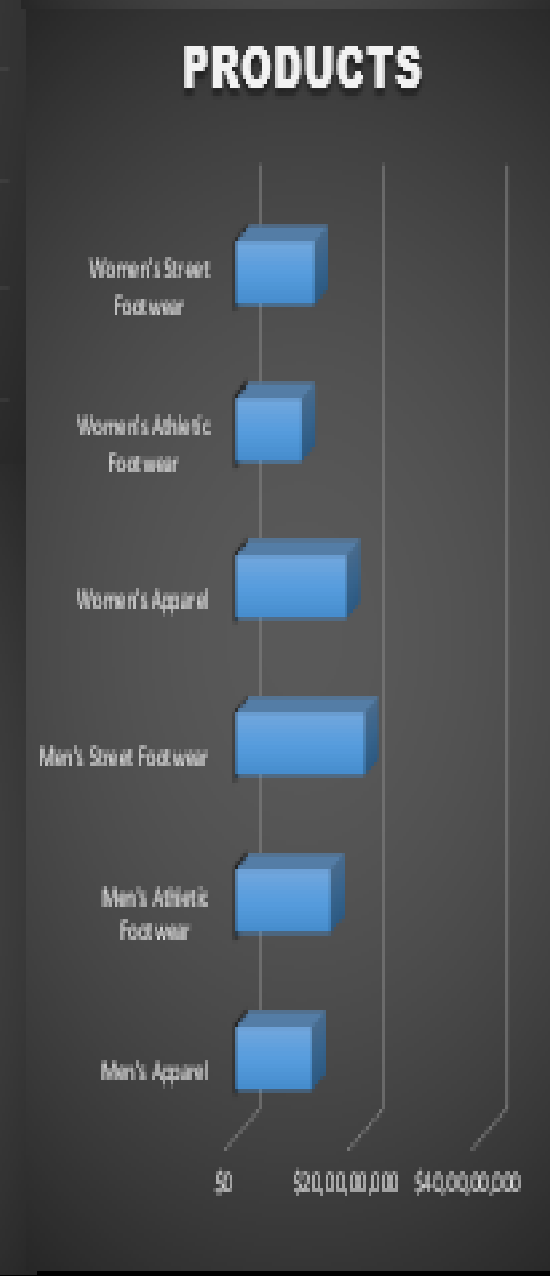 PRODUCTS
Women's Street
Footwear
Women's Athletic
Footwear
Women's Apparel
Men's Street Footwear
Men's Athletic
Footwear
Men's Apparel
$0 $20,00,00,000 $40,00,00,000